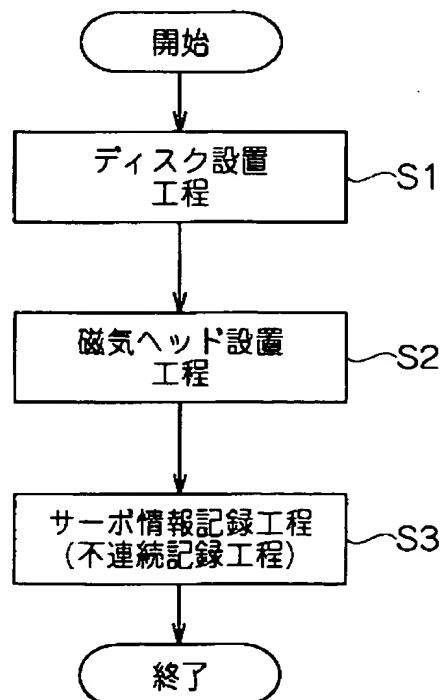 開始
ディスク設置
工程
S1
磁気ヘッド設置
工程
S2
サーボ情報記録工程
(不連続記録工程)
S3
終了